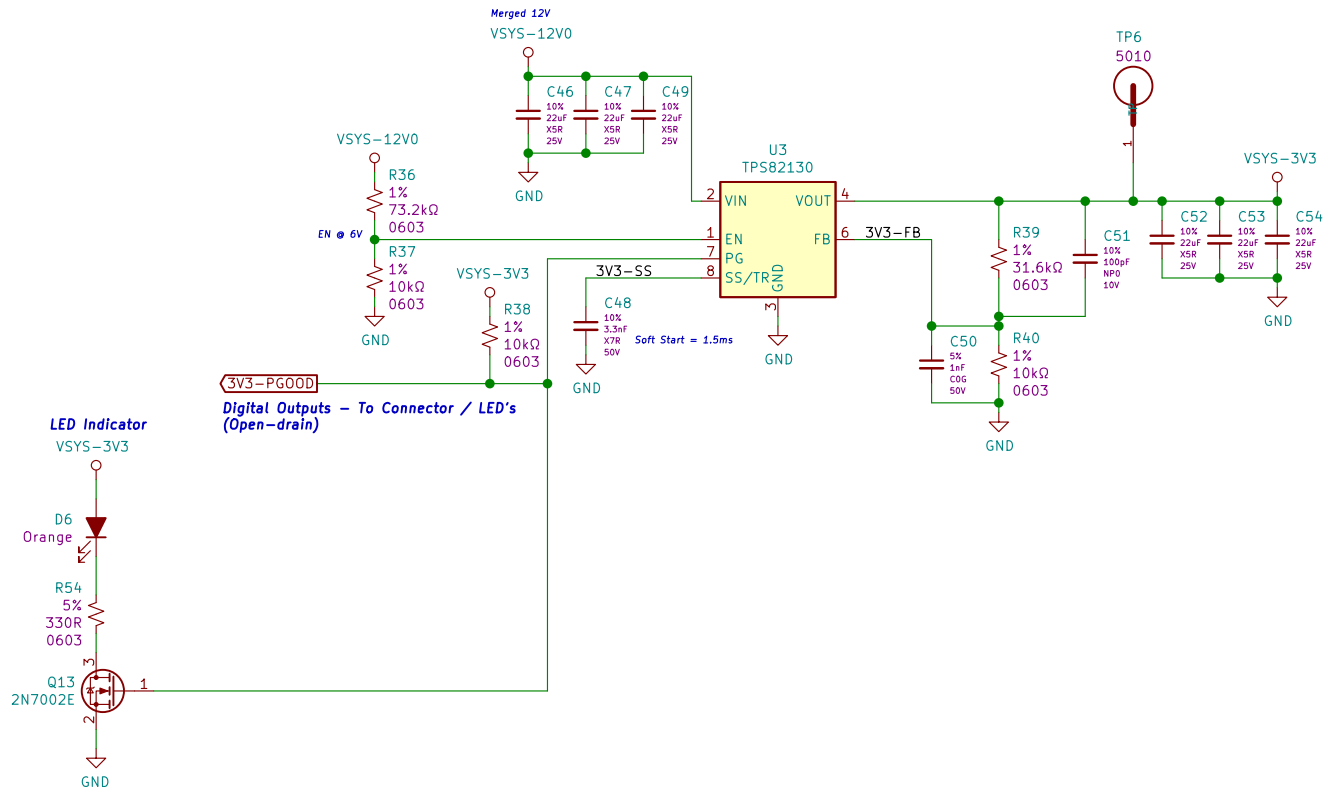 Merged 12V
VSYS-12V0
C46
10%
22uF
X5R
25V
C47
10%
22uF
X5R
25V
C49
10%
22uF
X5R
25V
GND
TP6
5010
1
VSYS-12V0
R36
1%
73.2kΩ
0603
EN @ 6V
R37
1%
10kΩ
0603
GND
U3
TPS82130
2
VIN
VOUT
4
1
EN
FB
6
7
PG
8
SS/TR
GND
3
GND
3V3-FB
3V3-SS
VSYS-3V3
R38
1%
10kΩ
0603
C48
10%
3.3nF
X7R
50V
Soft Start = 1.5ms
GND
VSYS-3V3
R39
1%
31.6kΩ
0603
C51
10%
100pF
NP0
10V
C52
10%
22uF
X5R
25V
C53
10%
22uF
X5R
25V
C54
10%
22uF
X5R
25V
GND
C50
5%
1nF
C0G
50V
R40
1%
10kΩ
0603
GND
3V3-PGOOD
Digital Outputs - To Connector / LED's
(Open-drain)
LED Indicator
VSYS-3V3
D6
Orange
R54
5%
330R
0603
3
Q13
2N7002E
1
2
GND